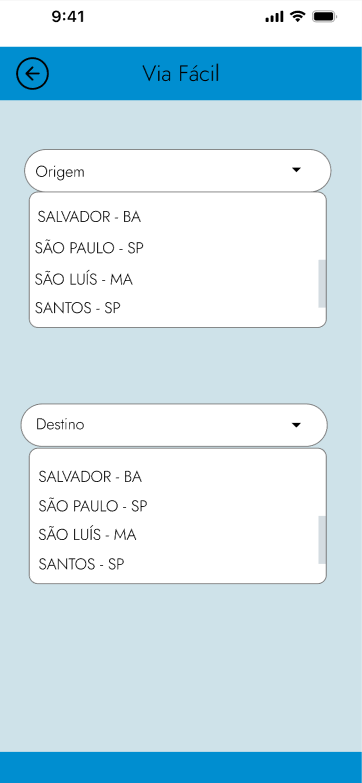 9:41
Via Fácil
Origem
SALVADOR - BA
SÃO PAULO - SP
SÃO LUÍS - MA
SANTOS - SP
Destino
SALVADOR - BA
SÃO PAULO - SP
SÃO LUÍS - MA
SANTOS - SP